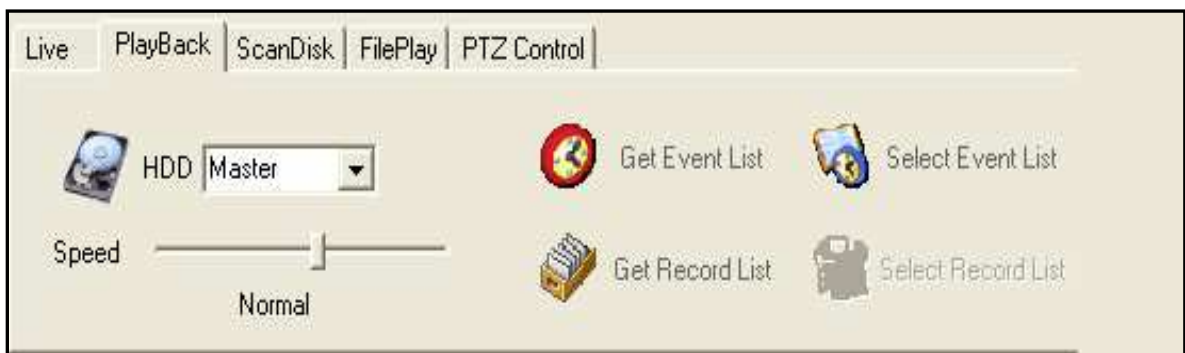 Live PlayBack ScanDisk FilePlay PTZ Control
HDD Master Get Event List Select Event List
Speed Get Record List Select Record List
Normal